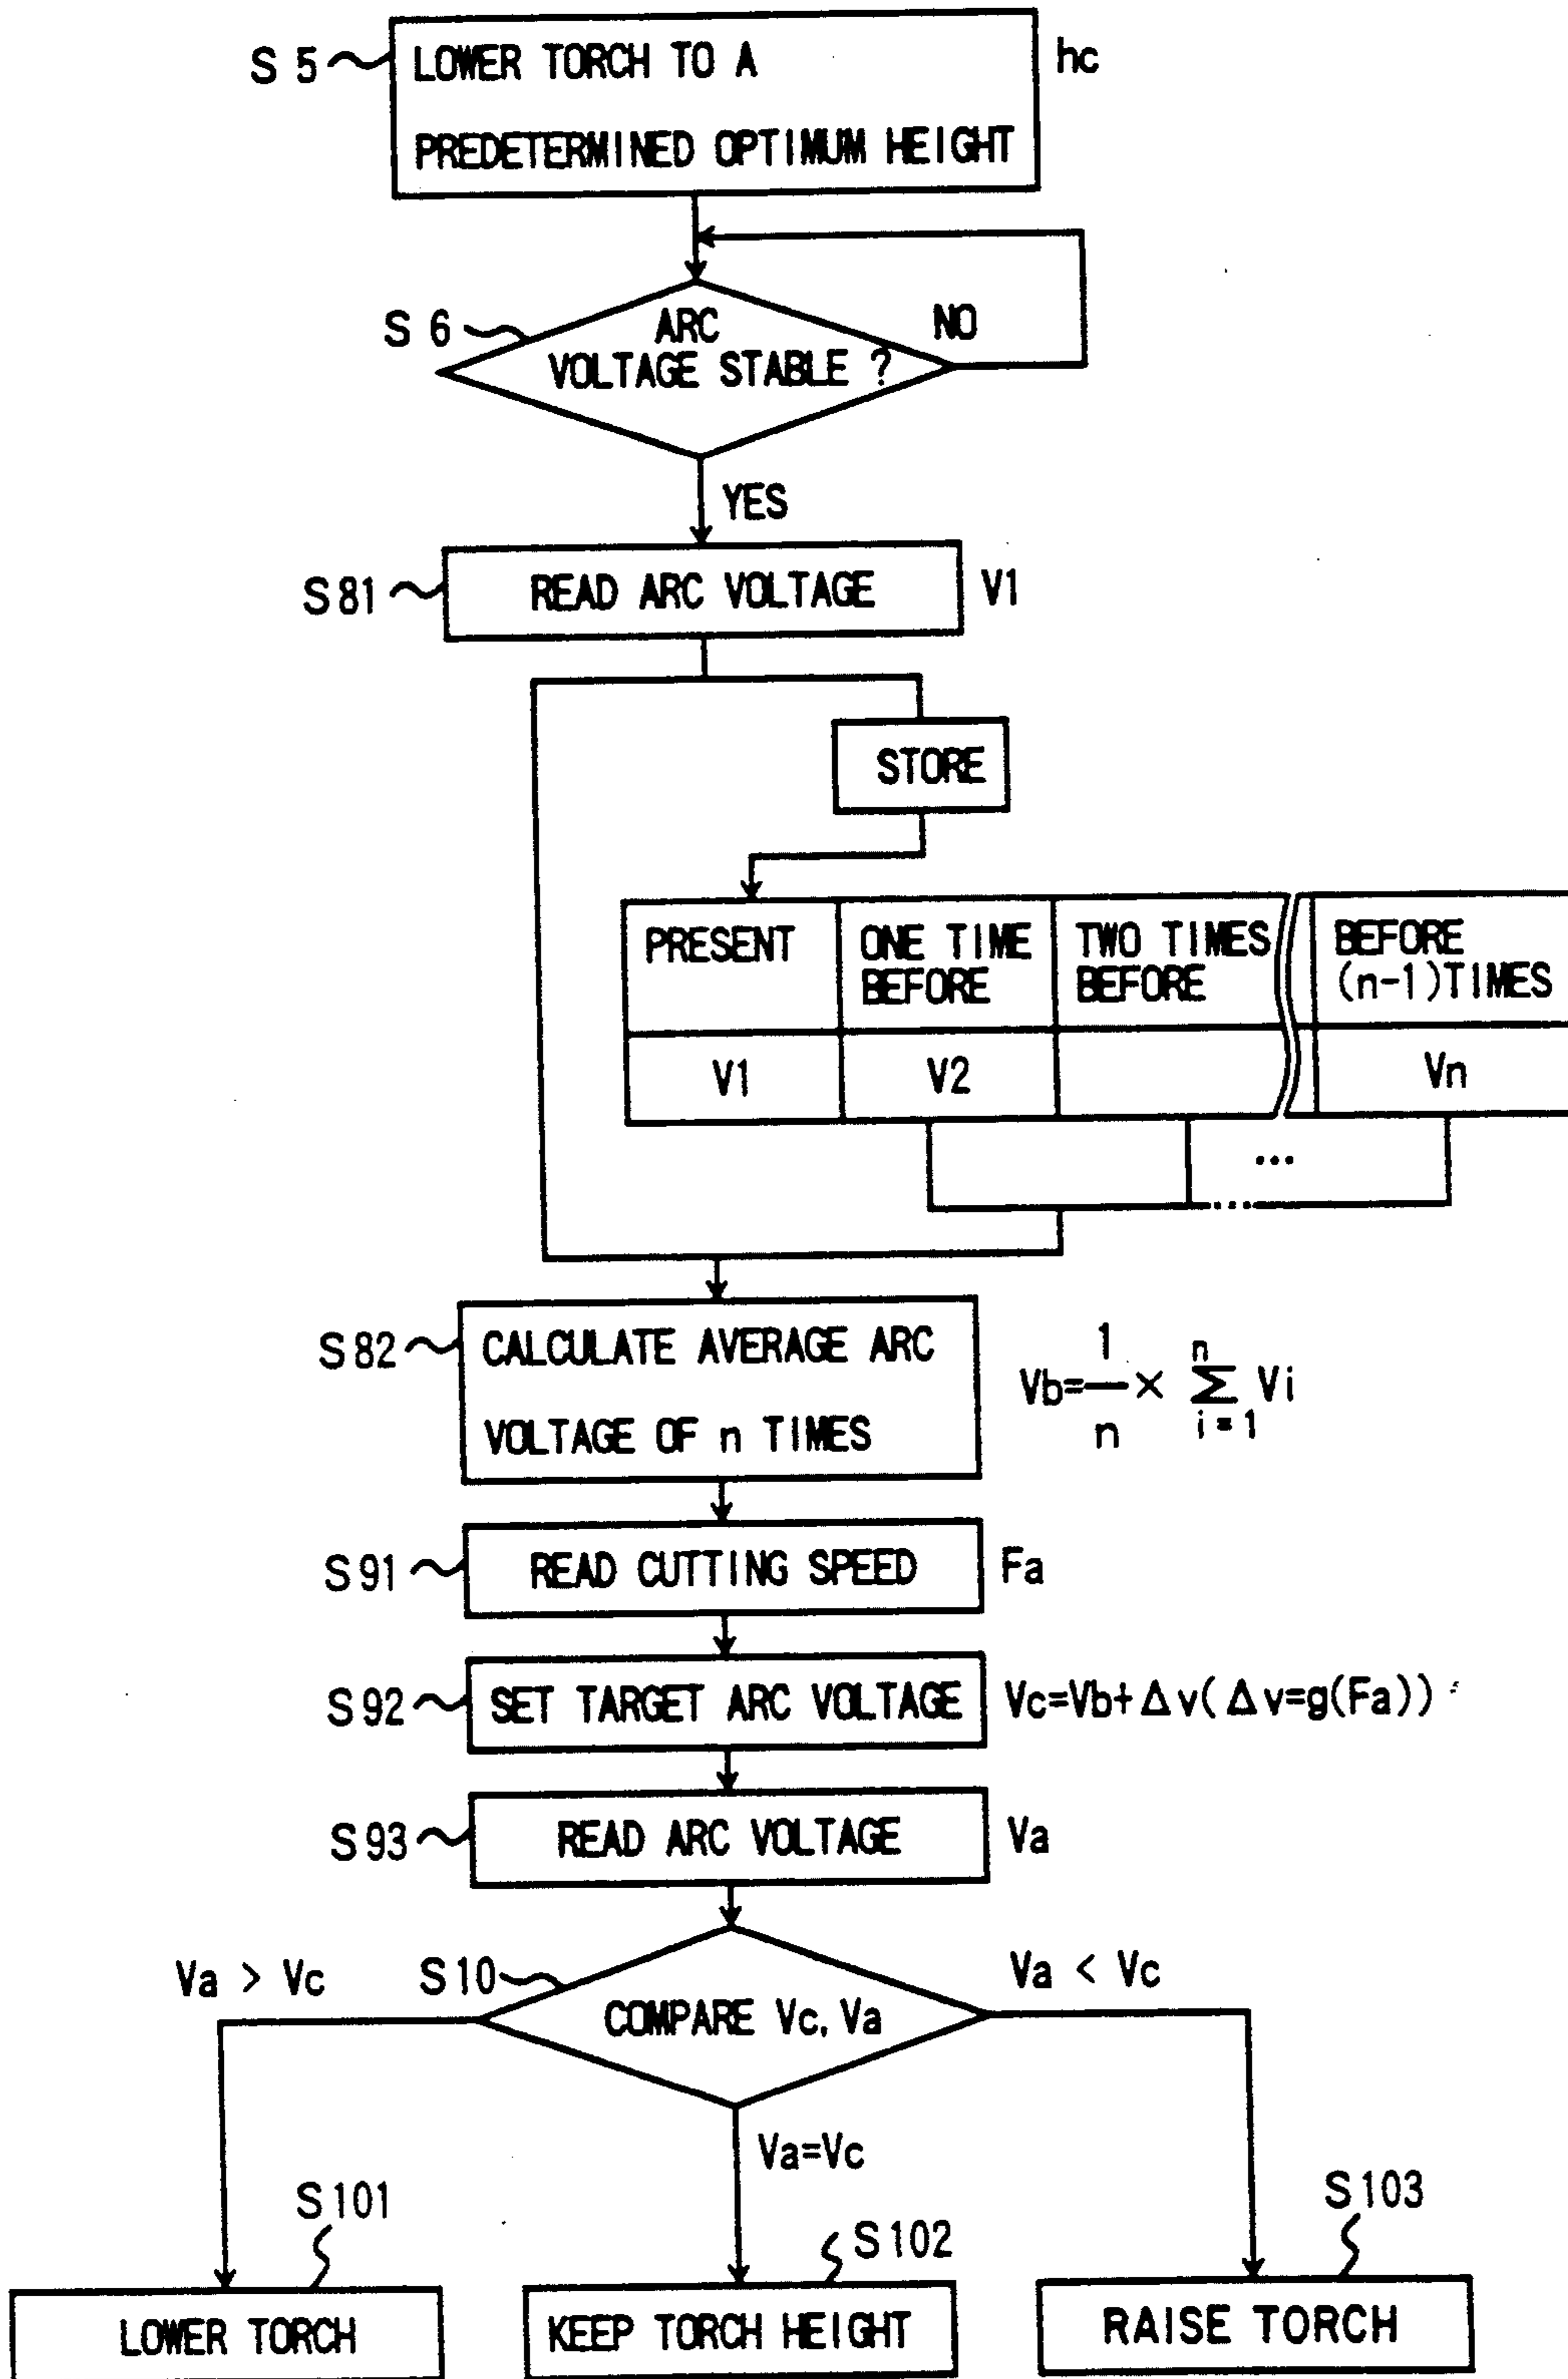 S 5
LOWER TORCH TO A
PREDETERMINED OPTIMUM HEIGHT
hc
S 6
ARC
VOLTAGE STABLE ?
NO
YES
S81
READ ARC VOLTAGE
V1
STORE
PRESENT
ONE TIME
BEFORE
TWO TIMES
BEFORE
BEFORE
(n-1)TIMES
V1
V2
Vn
...
....
S82
CALCULATE AVERAGE ARC
VOLTAGE OF n TIMES
Vb=1/n × n Σ i=1 Vi
S91
READ CUTTING SPEED
Fa
S92
SET TARGET ARC VOLTAGE
Vc=Vb+Δv(Δv=g(Fa))
S93
READ ARC VOLTAGE
Va
Va > Vc
S10
COMPARE Vc, Va
Va < Vc
Va=Vc
S101
S102
S103
LOWER TORCH
KEEP TORCH HEIGHT
RAISE TORCH